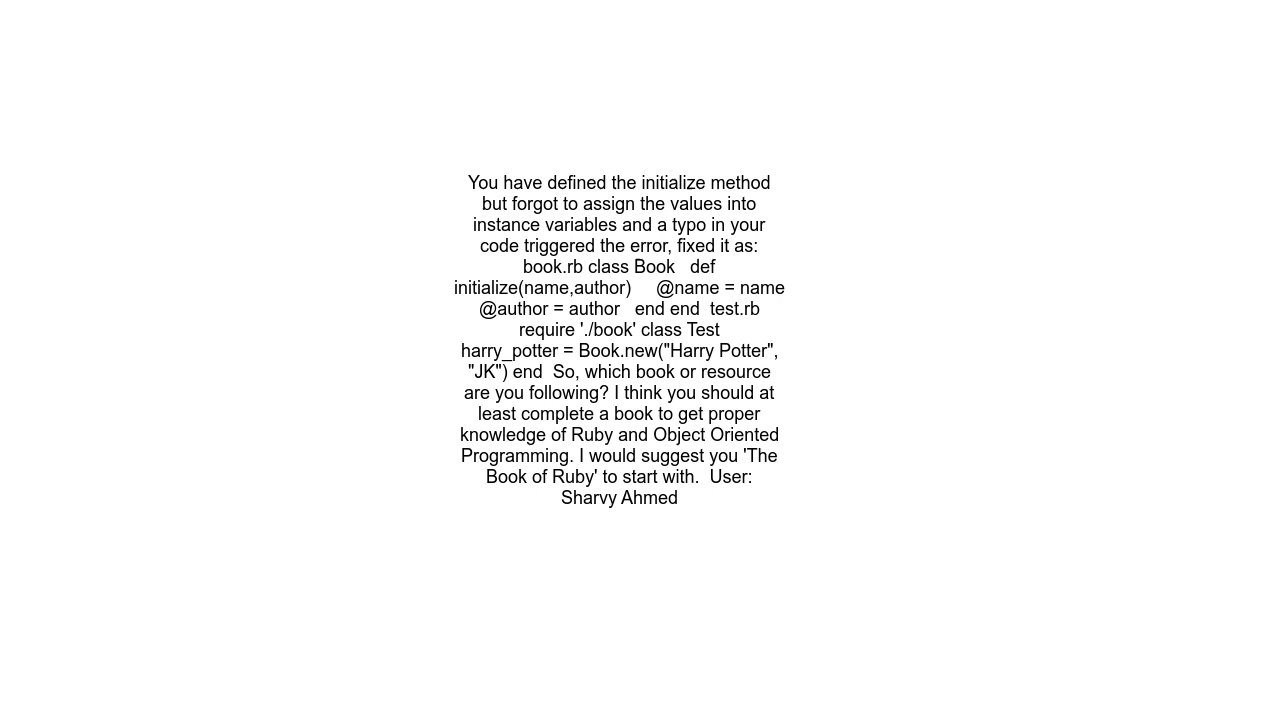 You have defined the initialize method
but forgot to assign the values into
instance variables and a typo in your
code triggered the error, fixed it as:
book.rb class Book   def
initialize(name,author)     @name = name
@author = author   end end  test.rb
require './book' class Test
harry_potter = Book.new("Harry Potter",
"JK") end  So, which book or resource
are you following? I think you should at
least complete a book to get proper
knowledge of Ruby and Object Oriented
Programming. I would suggest you 'The
Book of Ruby' to start with.  User:
Sharvy Ahmed